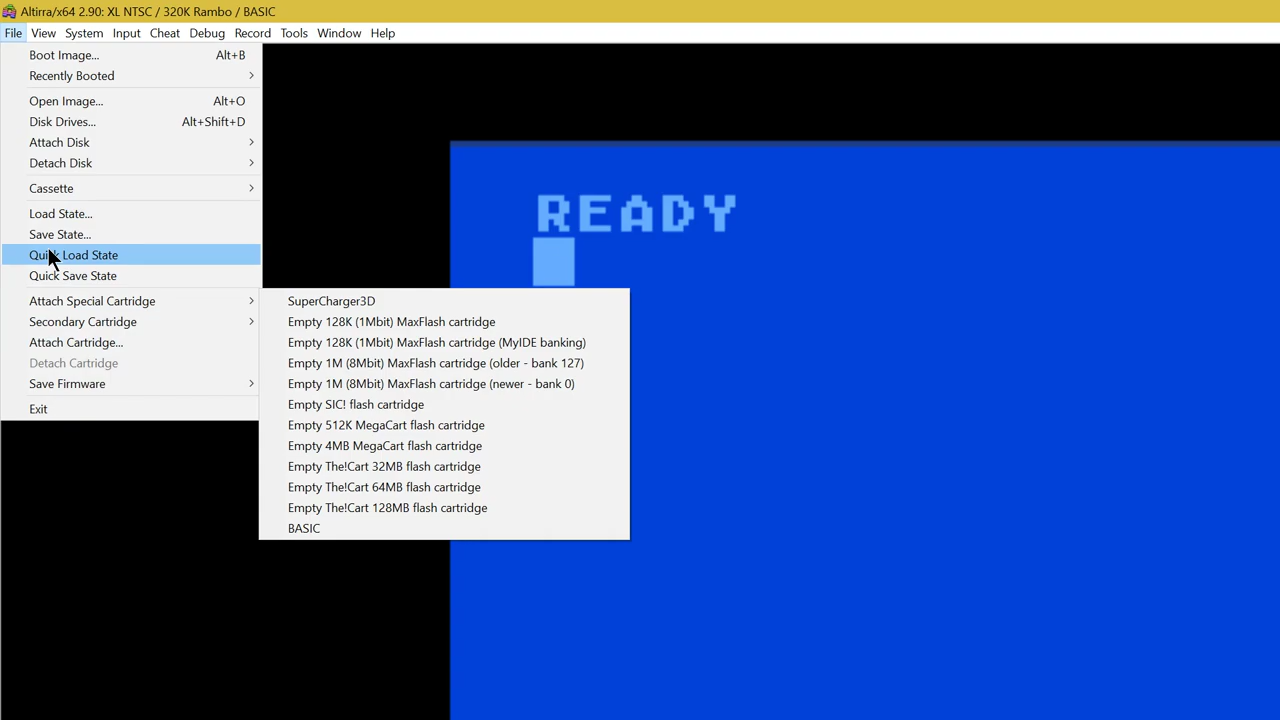 Altirra/x64 2.90: XL NTSC / 320K Rambo / BASIC
File View System Input Cheat Debug Record Tools Window Help
Boot Image... Alt+B
Recently Booted
Open Image... Alt+O
Disk Drives... Alt+Shift+D
Attach Disk
Detach Disk
Cassette
Load State...
Save State...
Quick Load State
Quick Save State
Attach Special Cartridge
Secondary Cartridge
Attach Cartridge...
Detach Cartridge
Save Firmware
Exit
SuperCharger3D
Empty 128K (1Mbit) MaxFlash cartridge
Empty 128K (1Mbit) MaxFlash cartridge (MyIDE banking)
Empty 1M (8Mbit) MaxFlash cartridge (older - bank 127)
Empty 1M (8Mbit) MaxFlash cartridge (newer - bank 0)
Empty SIC! flash cartridge
Empty 512K MegaCart flash cartridge
Empty 4MB MegaCart flash cartridge
Empty The!Cart 32MB flash cartridge
Empty The!Cart 64MB flash cartridge
Empty The!Cart 128MB flash cartridge
BASIC
READY